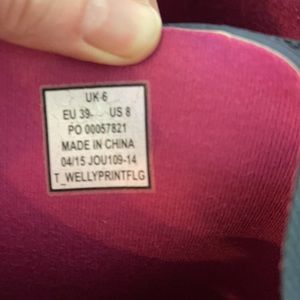 UK 6
EU 39- US 8
PO 00057821
MADE IN CHINA
04/15 JOU109-14
T_WELLYPRINTFLG